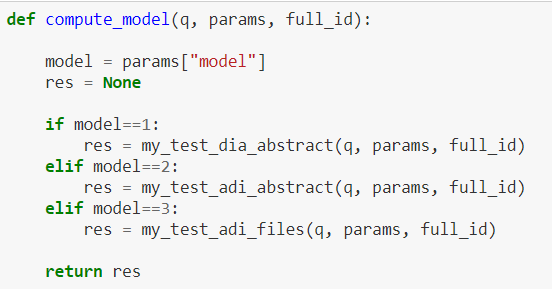 def compute_model(q, params, full_id):
model = params["model"]
res = None
if model==1:
res = my_test_dia_abstract(q, params, full_id)
elif model==2:
res = my_test_adi_abstract(q, params, full_id)
elif model==3:
res = my_test_adi_files(q, params, full_id)
return res